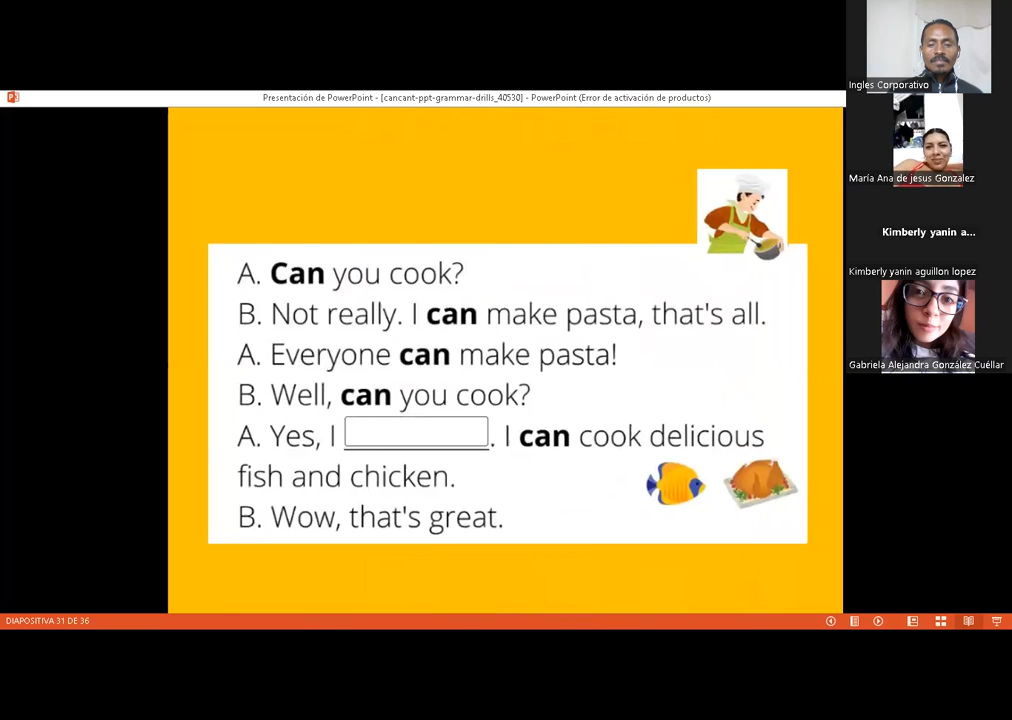 Presentación de PowerPoint - [cancant-ppt-grammar-drills_40530] - PowerPoint (Error de activación de productos)
A. Can you cook?
B. Not really. I can make pasta, that's all.
A. Everyone can make pasta!
B. Well, can you cook?
A. Yes, I . I can cook delicious
fish and chicken.
B. Wow, that's great.
DIAPOSITIVA 31 DE 36
Ingles Corporativo
María Ana de jesus Gonzalez
Kimberly yanin a...
Kimberly yanin aguillon lopez
Gabriela Alejandra González Cuéllar